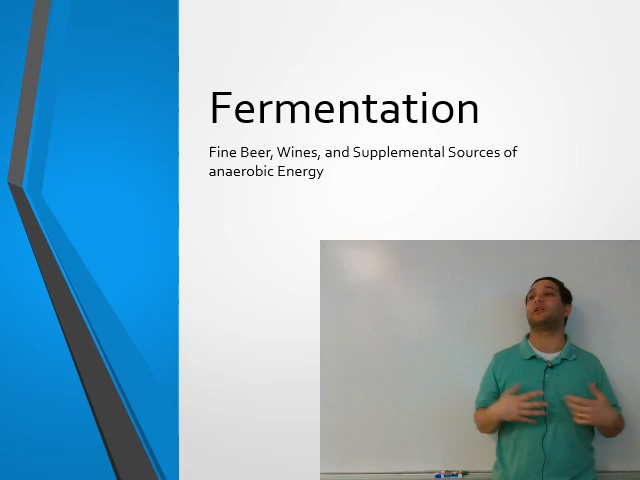 Fermentation
Fine Beer, Wines, and Supplemental Sources of
anaerobic Energy